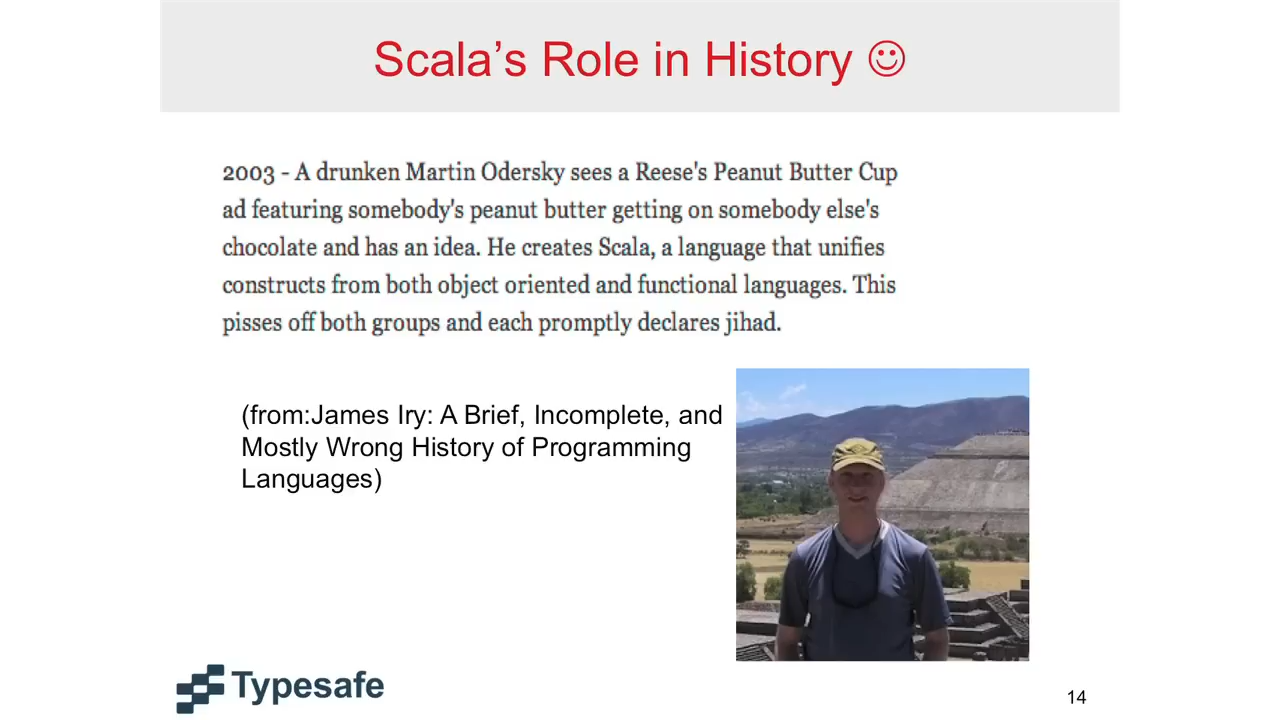 Scala’s Role in History ☺
2003 - A drunken Martin Odersky sees a Reese's Peanut Butter Cup
ad featuring somebody's peanut butter getting on somebody else's
chocolate and has an idea. He creates Scala, a language that unifies
constructs from both object oriented and functional languages. This
pisses off both groups and each promptly declares jihad.
(from:James Iry: A Brief, Incomplete, and
Mostly Wrong History of Programming
Languages)
Typesafe
14